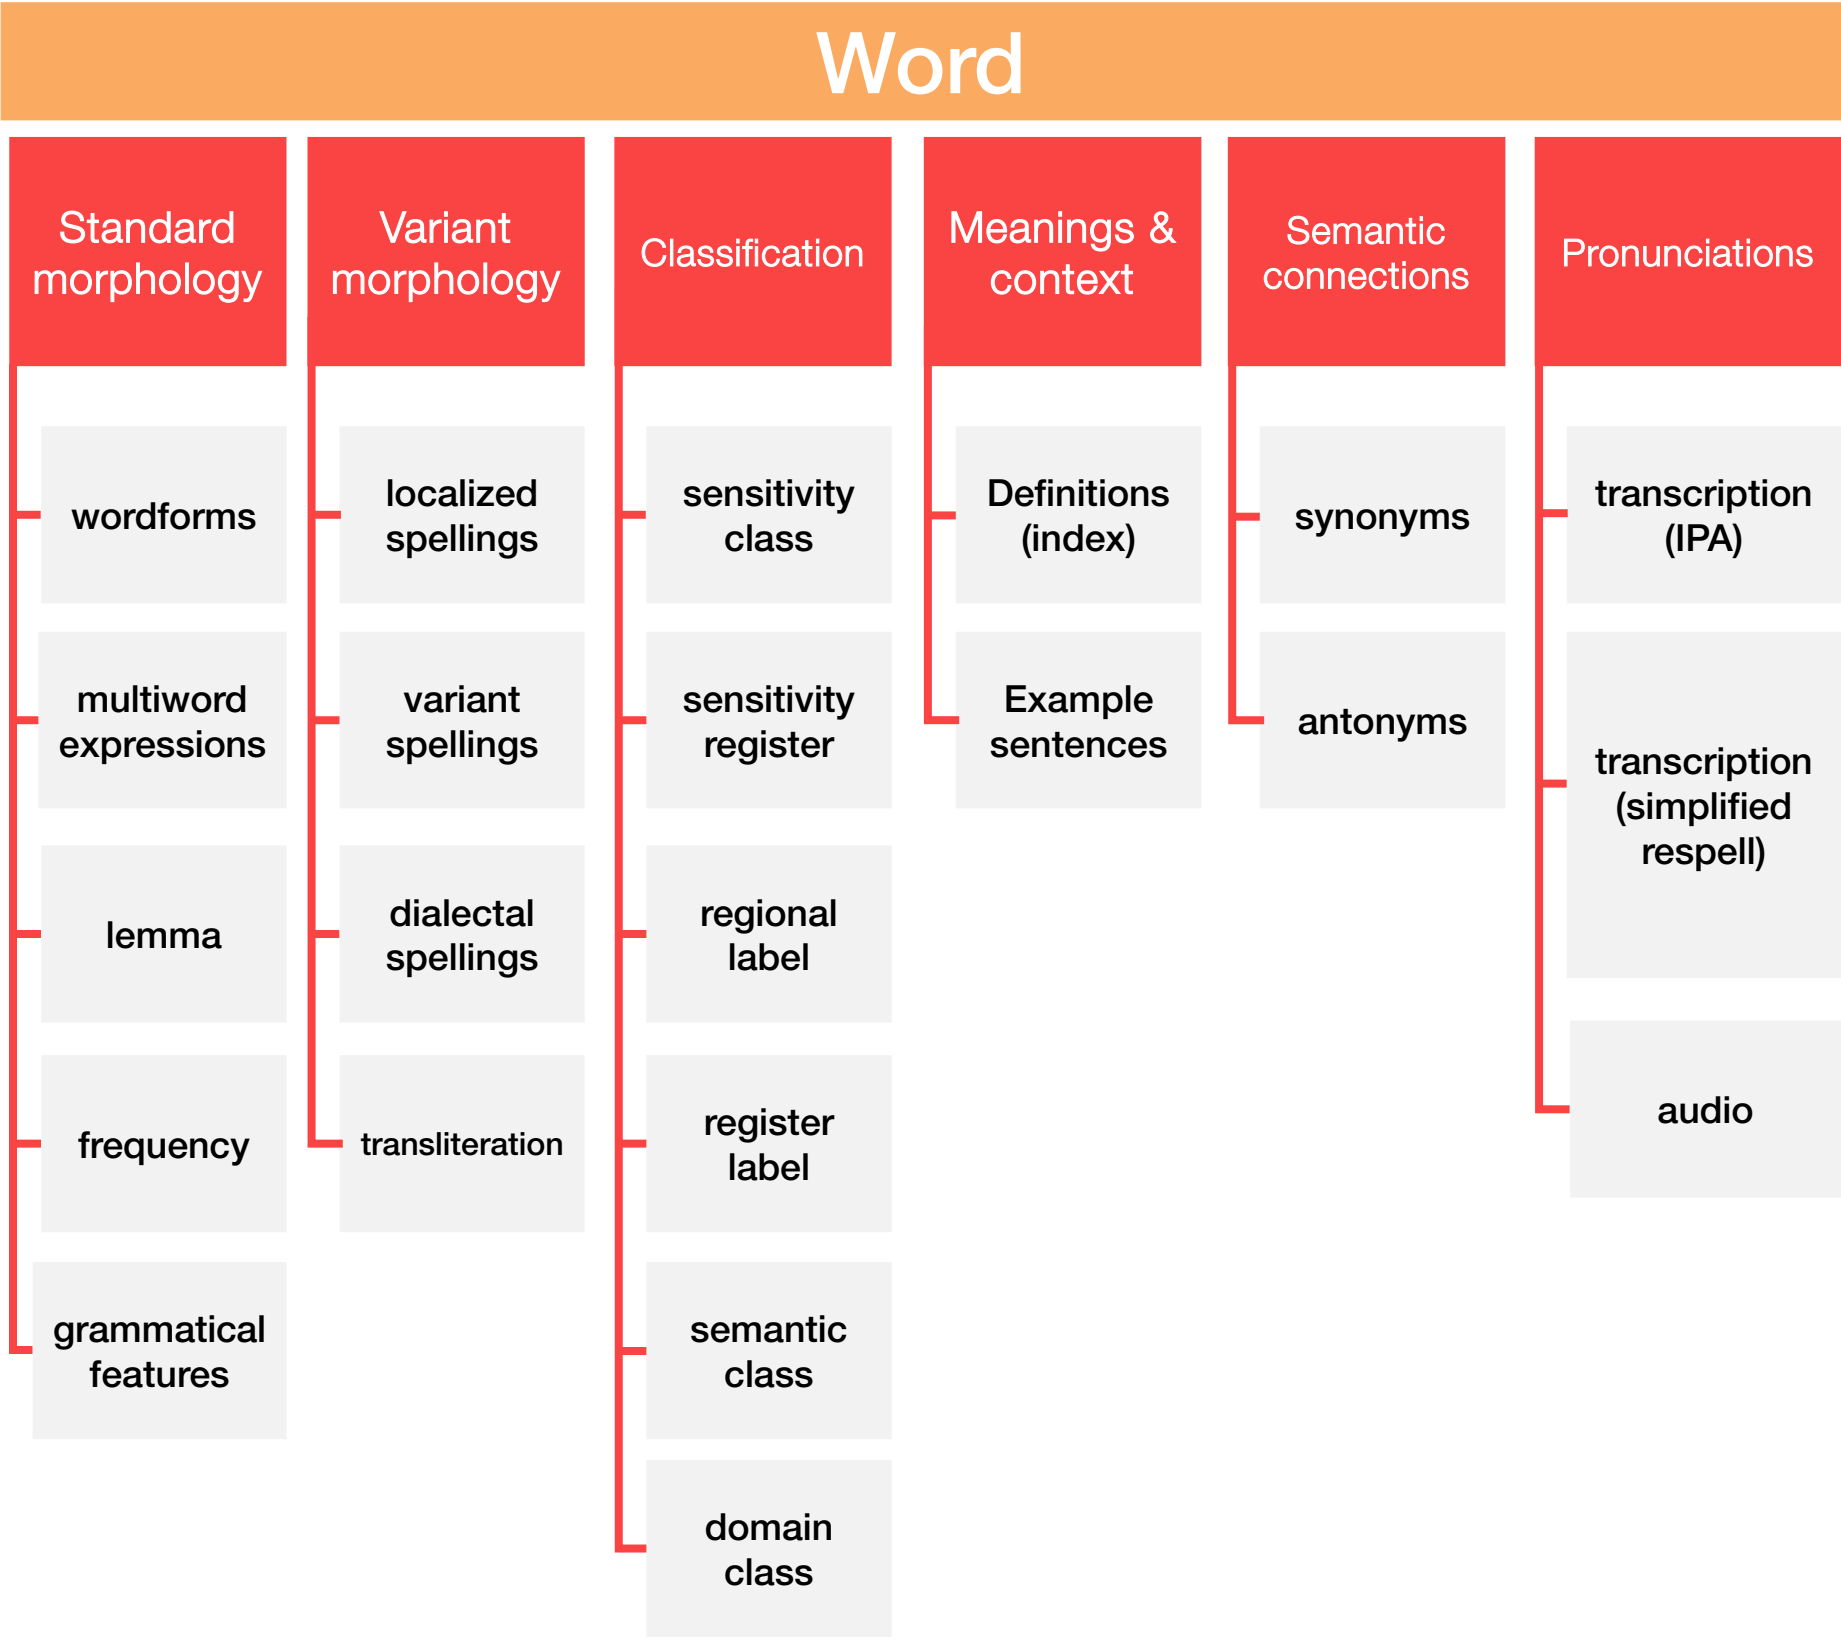 Word
Standard
morphology
wordforms
multiword
expressions
lemma
frequency
grammatical
features
Variant
morphology
localized
spellings
variant
spellings
dialectal
spellings
transliteration
Classification
sensitivity
class
sensitivity
register
regional
label
register
label
semantic
class
domain
class
Meanings &
context
Definitions
(index)
Example
sentences
Semantic
connections
synonyms
antonyms
Pronunciations
transcription
(IPA)
transcription
(simplified
respell)
audio